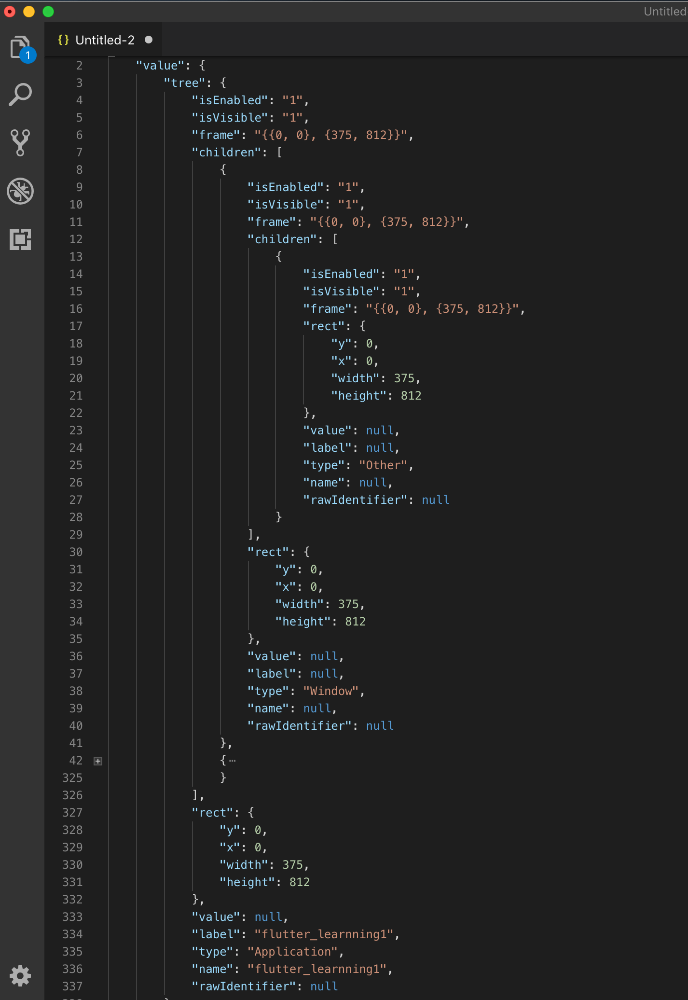 Untitled
{} Untitled-2
1
2 "value": {
3 "tree": {
4 "isEnabled": "1",
5 "isVisible": "1",
6 "frame": "{{0, 0}, {375, 812}}",
7 "children": [
8 {
9 "isEnabled": "1",
10 "isVisible": "1",
11 "frame": "{{0, 0}, {375, 812}}",
12 "children": [
13 {
14 "isEnabled": "1",
15 "isVisible": "1",
16 "frame": "{{0, 0}, {375, 812}}",
17 "rect": {
18 "y": 0,
19 "x": 0,
20 "width": 375,
21 "height": 812
22 },
23 "value": null,
24 "label": null,
25 "type": "Other",
26 "name": null,
27 "rawIdentifier": null
28 }
29 ],
30 "rect": {
31 "y": 0,
32 "x": 0,
33 "width": 375,
34 "height": 812
35 },
36 "value": null,
37 "label": null,
38 "type": "Window",
39 "name": null,
40 "rawIdentifier": null
41 },
42 {⋯
325 }
326 ],
327 "rect": {
328 "y": 0,
329 "x": 0,
330 "width": 375,
331 "height": 812
332 },
333 "value": null,
334 "label": "flutter_learnning1",
335 "type": "Application",
336 "name": "flutter_learnning1",
337 "rawIdentifier": null